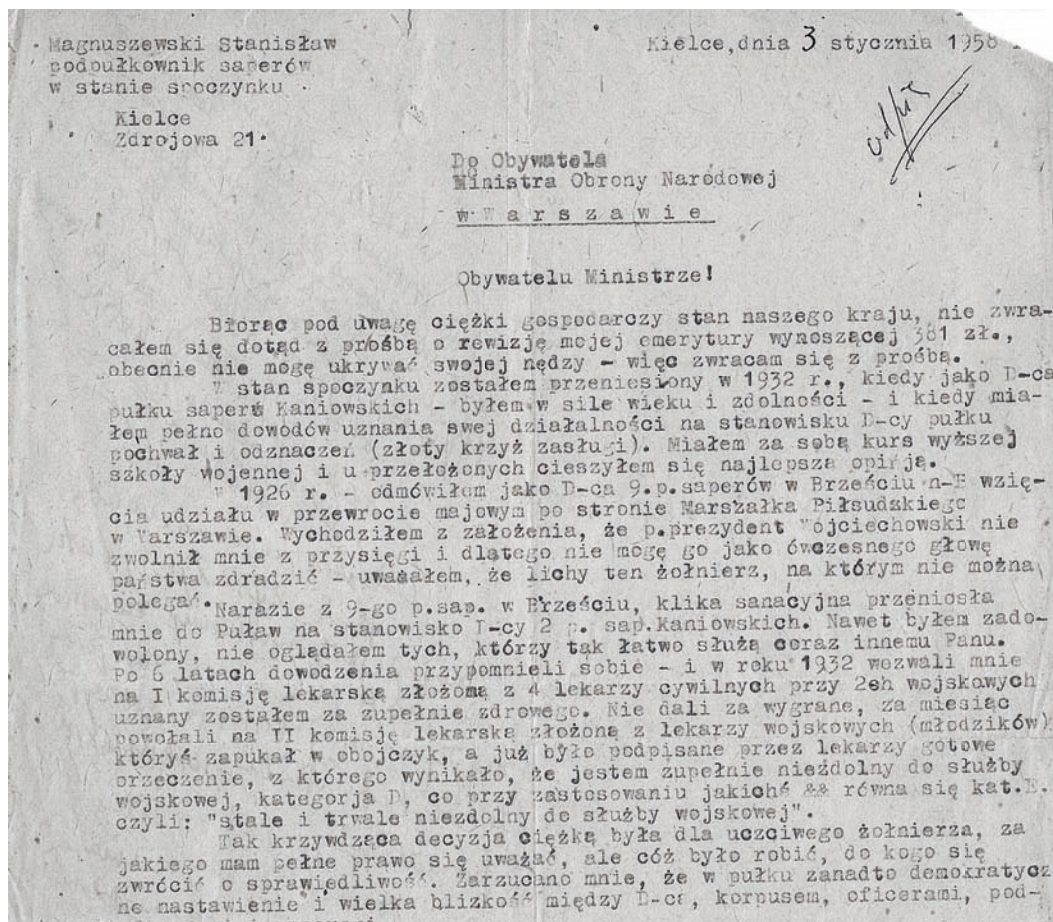 Magnuszewski Stanisław
podpułkownik saperów
w stanie spoczynku
Kielce
Zdrojowa 21.
Kielce, dnia 3 stycznia 1958
Do Obywatela
Ministra Obrony Narodowej
w Warszawie
Obywatelu Ministrze!
Biorąc pod uwagę ciężki gospodarczy stan naszego kraju, nie zwra-
całem się dotąd z prośbą o rewizję mojej emerytury wynoszącej 381 zł.,
obecnie nie mogę ukrywać swojej nędzy - więc zwracam się z prośbą.
W stan spoczynku zostałem przeniesiony w 1932 r., kiedy jako D-ca
pułku saperów Kaniowskich - byłem w sile wieku i zdolności - i kiedy mia-
łem pełno dowodów uznania swej działalności na stanowisku D-cy pułku
pochwał i odznaczeń (złoty krzyż zasługi). Miałem za sobą kurs wyższej
szkoły wojennej i u przełożonych cieszyłem się najlepszą opinją.
W 1926 r. - odmówiłem jako D-ca 9.p.saperów w Brześciu n-B wzię-
cia udziału w przewrocie majowym po stronie Marszałka Piłsudskiego
w Warszawie. Wychodziłem z założenia, że p.prezydent Wojciechowski nie
zwolnił mnie z przysięgi i dlatego nie mogę go jako ówczesnego głowę
państwa zdradzić - uważałem, że lichy ten żołnierz, na którym nie można
polegać.
Narazie z 9-go p.sap. w Brześciu, klika sanacyjna przeniosła
mnie do Puław na stanowisko D-cy 2 p. sap.Kaniowskich. Nawet byłem zado-
wolony, nie oglądałem tych, którzy tak łatwo służą coraz innemu Panu.
Po 6 latach dowodzenia przypomnieli sobie - i w roku 1932 wezwali mnie
na I komisję lekarską złożoną z 4 lekarzy cywilnych przy 2ch wojskowych
uznany zostałem za zupełnie zdrowego. Nie dali za wygrane, za miesiąc
powołali na II komisję lekarską złożoną z lekarzy wojskowych (młodzików)
któryś zapukał w obojczyk, a już było podpisane przez lekarzy gotowe
orzeczenie, z którego wynikało, że jestem zupełnie niezdolny do służby
wojskowej, kategorja D, co przy zastosowaniu jakichś && równa się kat.E.
czyli: "stale i trwale niezdolny do służby wojskowej".
Tak krzywdząca decyzja ciężką była dla uczciwego żołnierza, za
jakiego mam pełne prawo się uważać, ale cóż było robić, do kogo się
zwrócić o sprawiedliwość. Zarzucano mnie, że w pułku zanadto demokratycz
ne nastawienie i wielka blizkość między D-cą, korpusem, oficerami, pod-